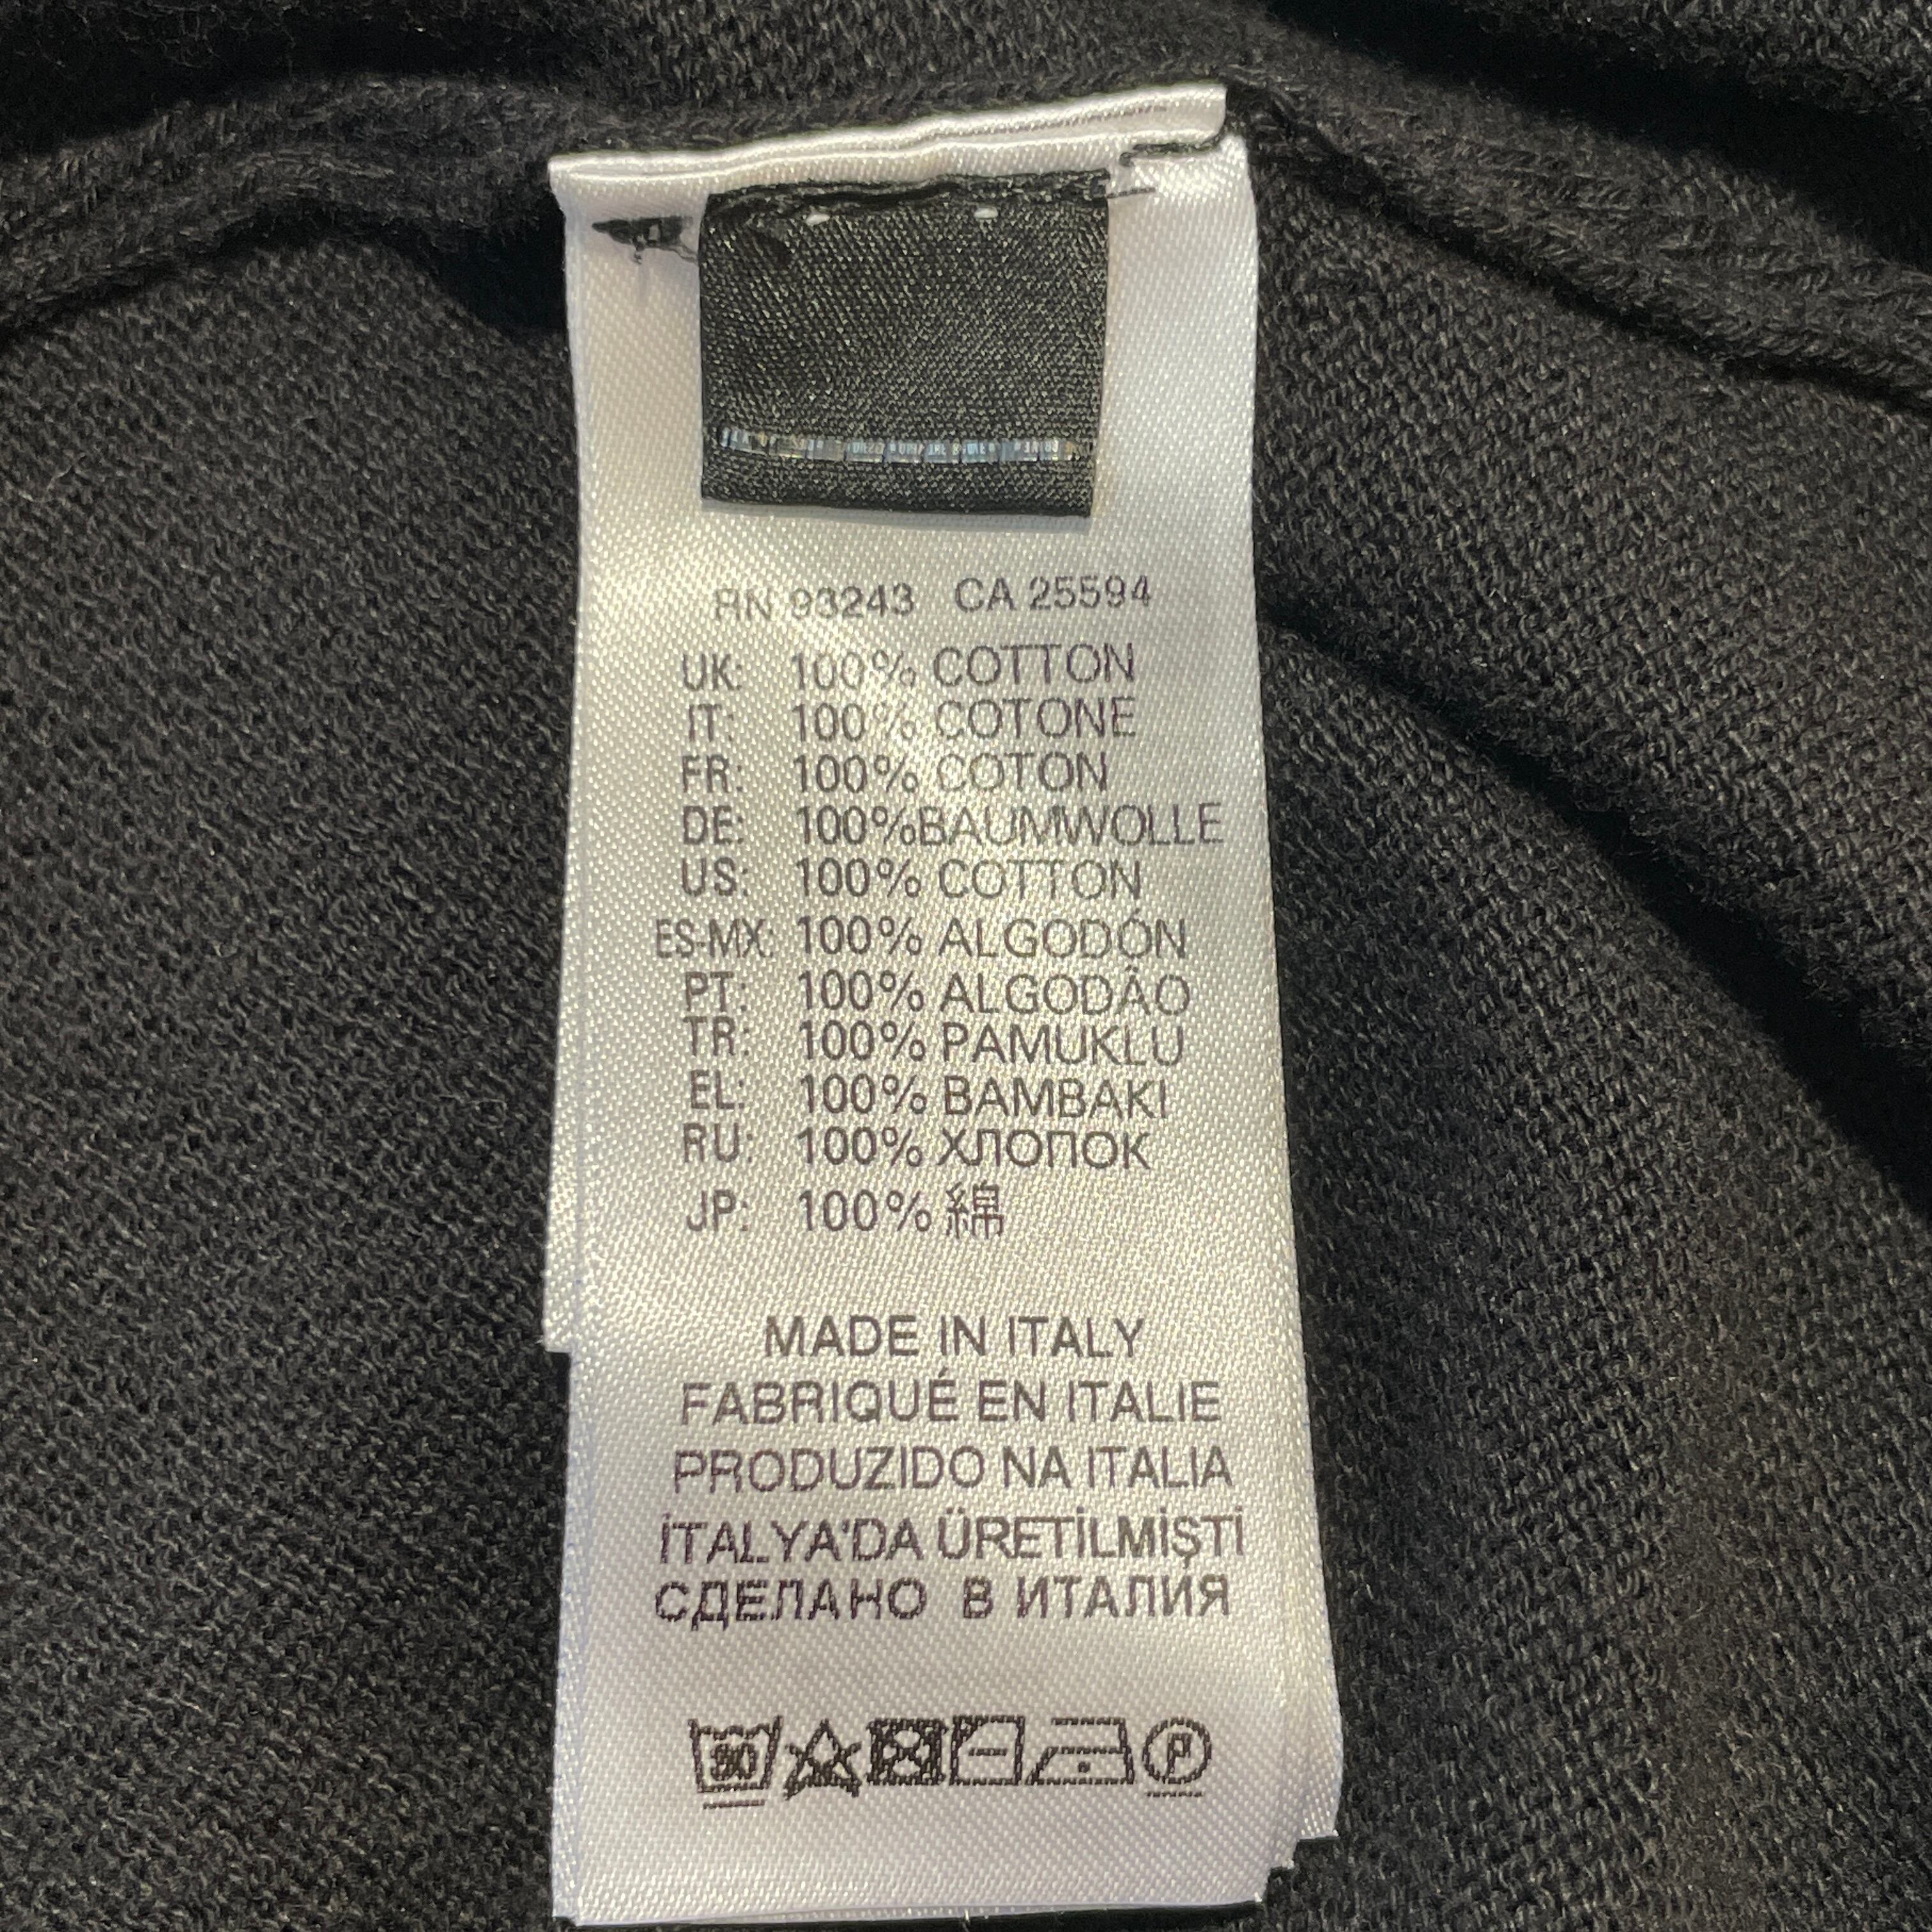 RN 93243 CA 25594
UK: 100% COTTON
IT: 100% COTONE
FR: 100% COTON
DE: 100%BAUMWOLLE
US: 100% COTTON
ES-MX: 100% ALGODÓN
PT: 100% ALGODÃO
TR: 100% PAMUKLU
EL: 100% BAMBAKI
RU: 100% ХЛОПОК
JP: 100% 綿
MADE IN ITALY
FABRIQUÉ EN ITALIE
PRODUZIDO NA ITALIA
İTALYA'DA ÜRETİLMİŞTİ
СДЕЛАНО В ИТАЛИЯ
30
P